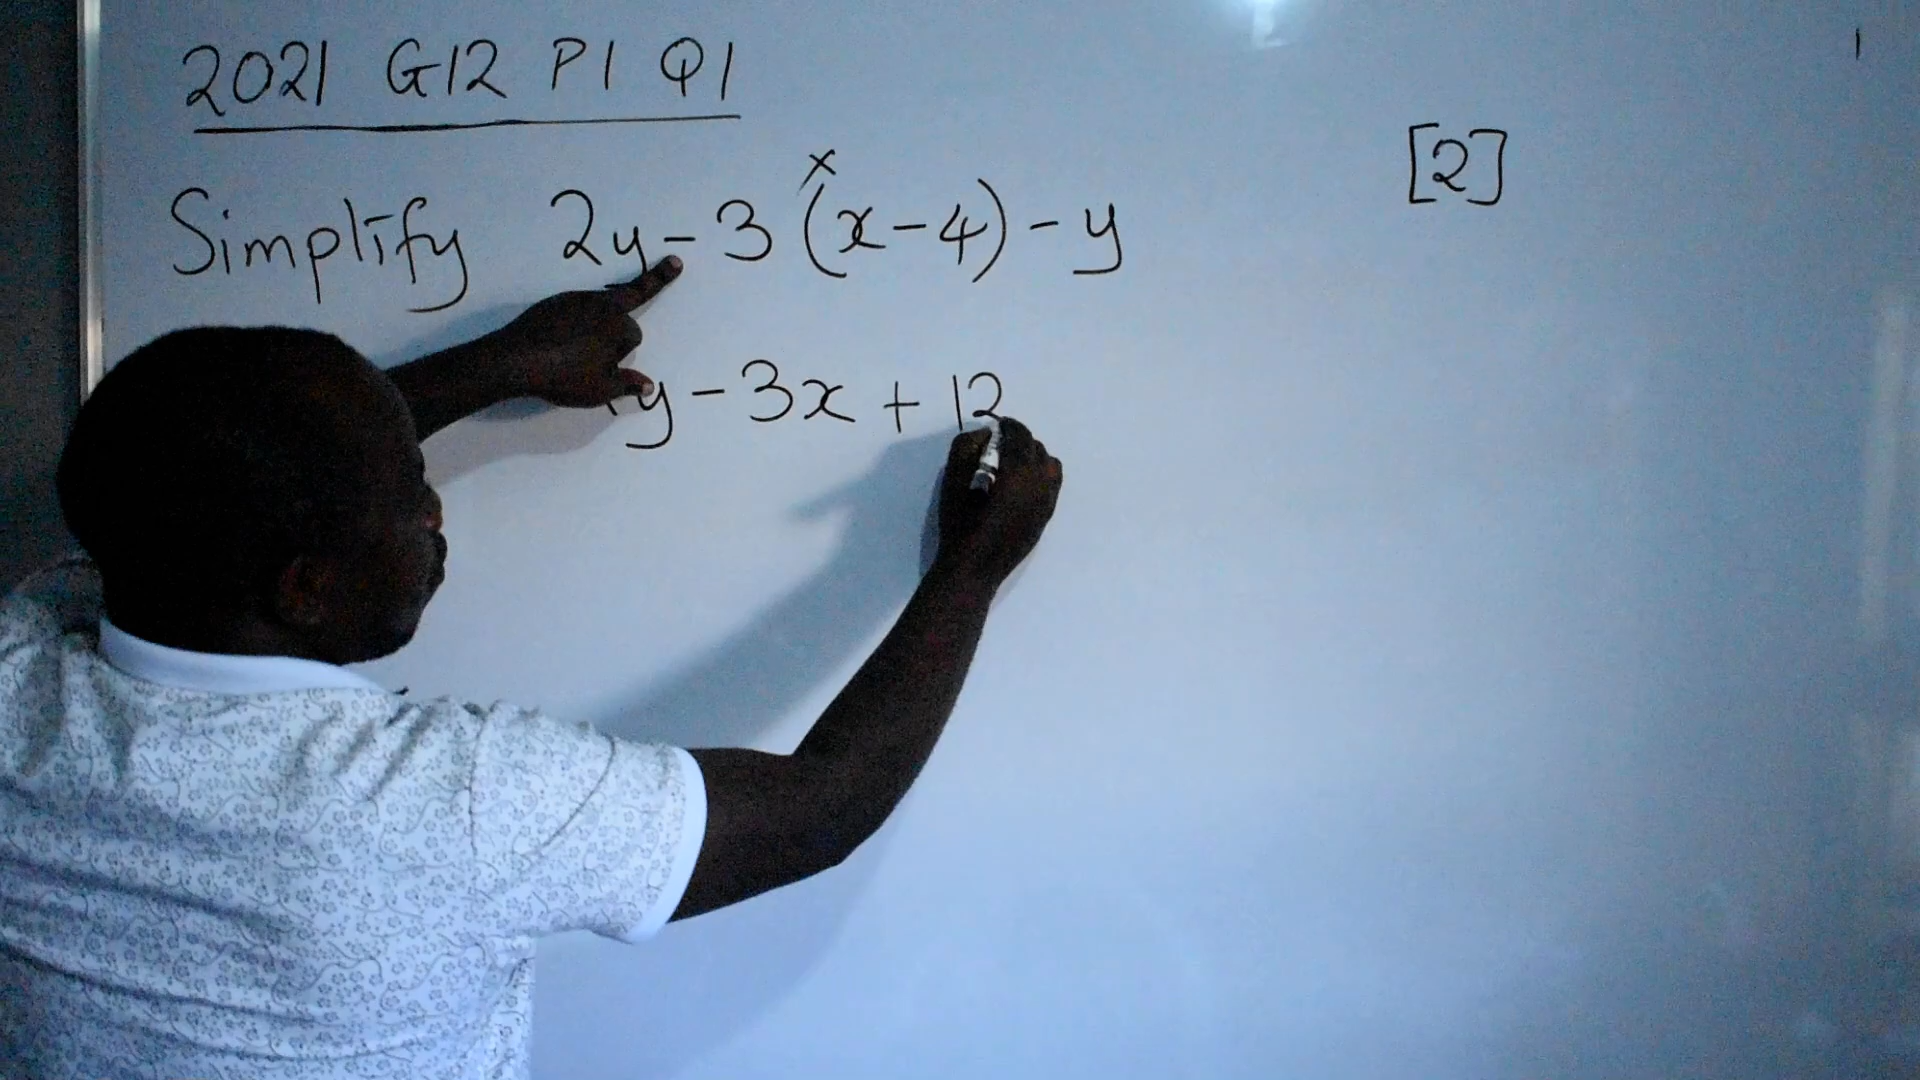 2021 G12 P1 Q1
[2]
x
Simplify 2y - 3 (x - 4) - y
y - 3x + 12